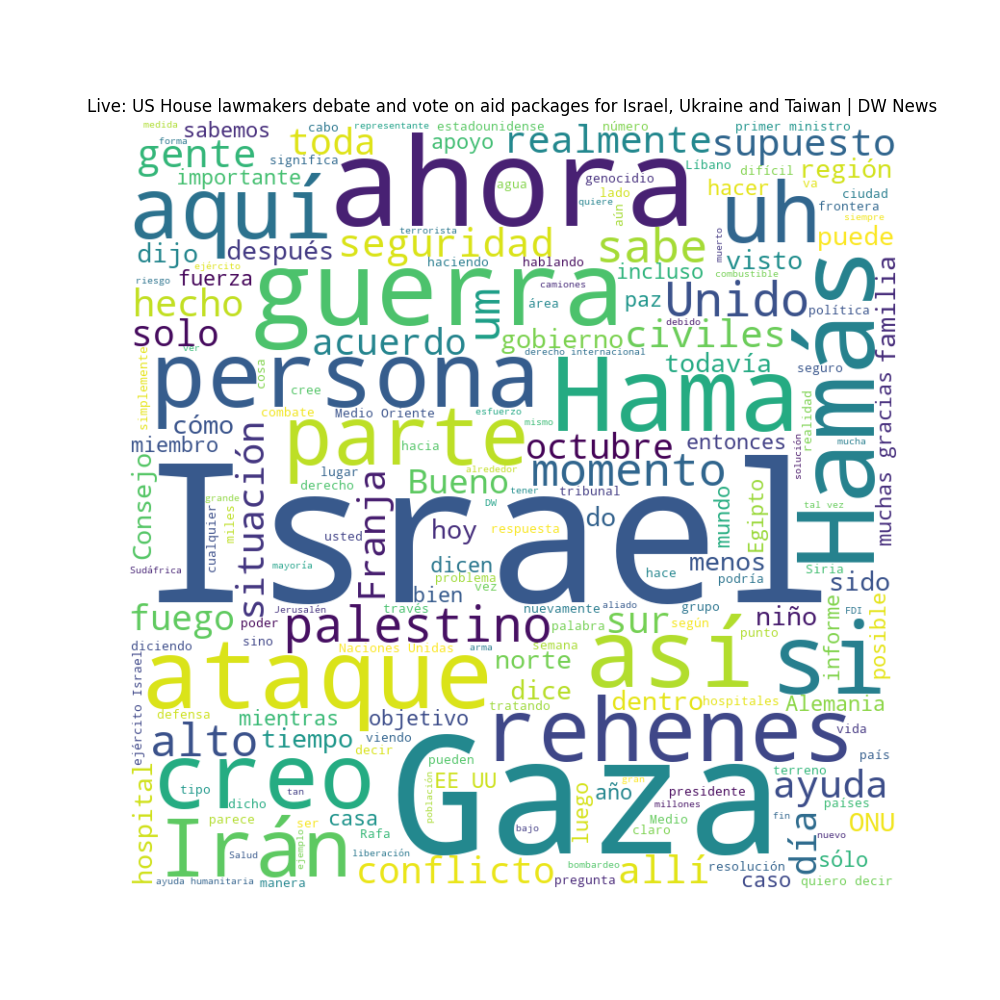 Live: US House lawmakers debate and vote on aid packages for Israel, Ukraine and Taiwan | DW News
medida
forma
sabemos
cabo
representante
estadounidense
número
primer ministro
toda
apoyo
realmente
supuesto
gente
significa
ahora
genocidio
Líbano
difícil
región
importante
agua
quiere
lado
hacer
va
ciudad
frontera
siempre
aquí
aún
uh
puede
terrorista
dijo
después
seguridad
sabe
muerto
visto
ejército
riesgo
fuerza
haciendo
hablando
incluso
combustible
camiones
guerra
hecho
um
área
paz
Unido
política
debido
Hamás
familia
solo
acuerdo
gobierno
civiles
simplemente
ver
derecho internacional
todavía
seguro
persona
cosa
cree
Hama
combate
Medio Oriente
esfuerzo
mismo
realidad
cómo
parte
miembro
hacia
octubre
entonces
mucha
muchas gracias
Consejo
situación
lugar
derecho
alrededor
tener
Bueno
momento
solución
tribunal
grande
miles
cualquier
Franja
DW
do
mundo
Egipto
tal vez
Israel
usted
hoy
respuesta
menos
Siria
Sudáfrica
mayoría
dicen
problema
vez
hace
podría
sido
bien
fuego
poder
Jerusalén
través
nuevamente
aliado
grupo
niño
FDI
palestino
palabra
sur
según
punto
informe
posible
diciendo
sino
Naciones Unidas
arma
semana
así
si
ejército Israel
ataque
norte
dice
tratando
dentro
hospitales
Alemania
defensa
mientras
objetivo
rehenes
vida
alto
tiempo
viendo
decir
país
creo
hospital
tipo
tan
dicho
pueden
EE UU
población
Gaza
gran
año
presidente
terreno
ayuda
millones
países
luego
parece
ser
casa
Rafa
Medio
claro
fin
día
ONU
bajo
nuevo
Irán
Salud
ejemplo
liberación
conflicto
bombardeo
allí
resolución
sólo
ayuda humanitaria
manera
pregunta
caso
quiero decir